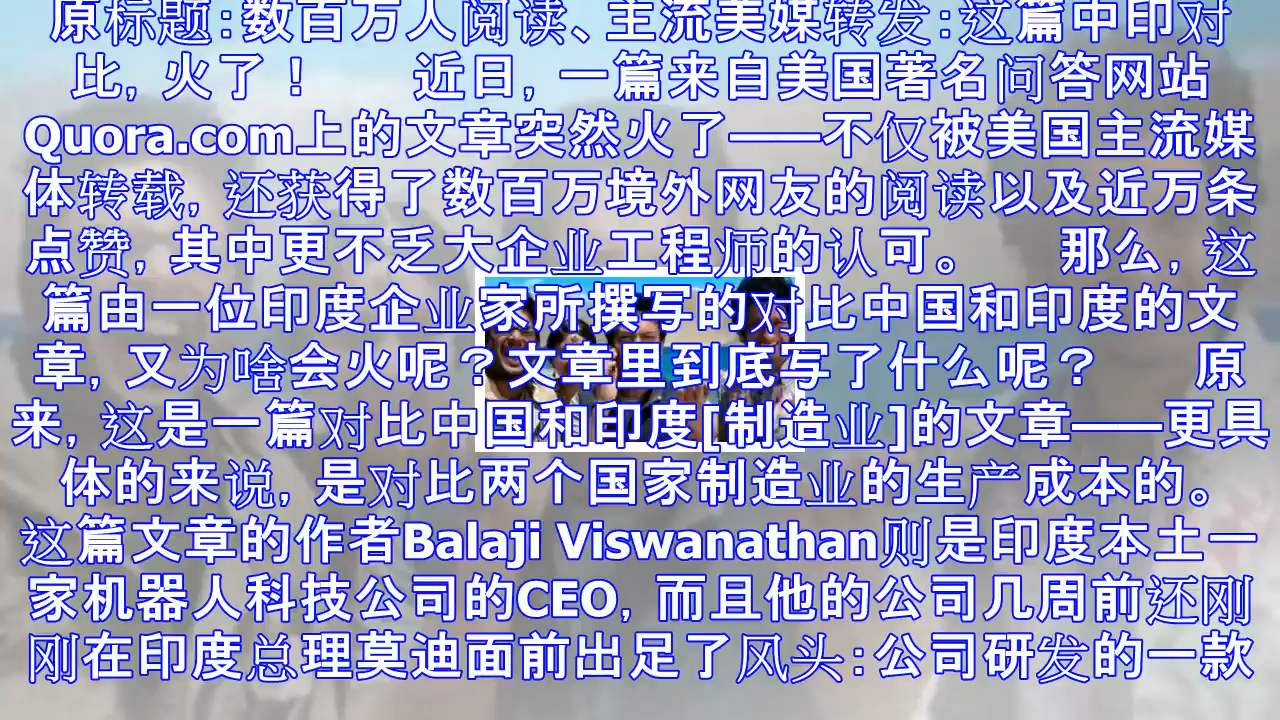 原标题:数百万人阅读、主流美媒转发:这篇中印对
比, 火了！　　近日, 一篇来自美国著名问答网站
Quora.com上的文章突然火了——不仅被美国主流媒
体转载, 还获得了数百万境外网友的阅读以及近万条
点赞, 其中更不乏大企业工程师的认可。　　那么, 这
篇由一位印度企业家所撰写的对比中国和印度的文
章, 又为啥会火呢？文章里到底写了什么呢？　　原
来, 这是一篇对比中国和印度[制造业]的文章——更具
体的来说, 是对比两个国家制造业的生产成本的。
这篇文章的作者Balaji Viswanathan则是印度本土一
家机器人科技公司的CEO, 而且他的公司几周前还刚
刚在印度总理莫迪面前出足了风头:公司研发的一款